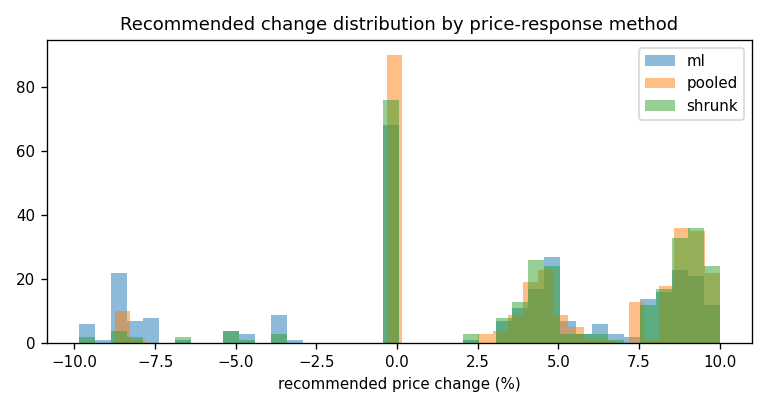 Recommended change distribution by price-response method
ml
pooled
shrunk
80
60
40
20
0
−10.0 −7.5 −5.0 −2.5 0.0 2.5 5.0 7.5 10.0
recommended price change (%)